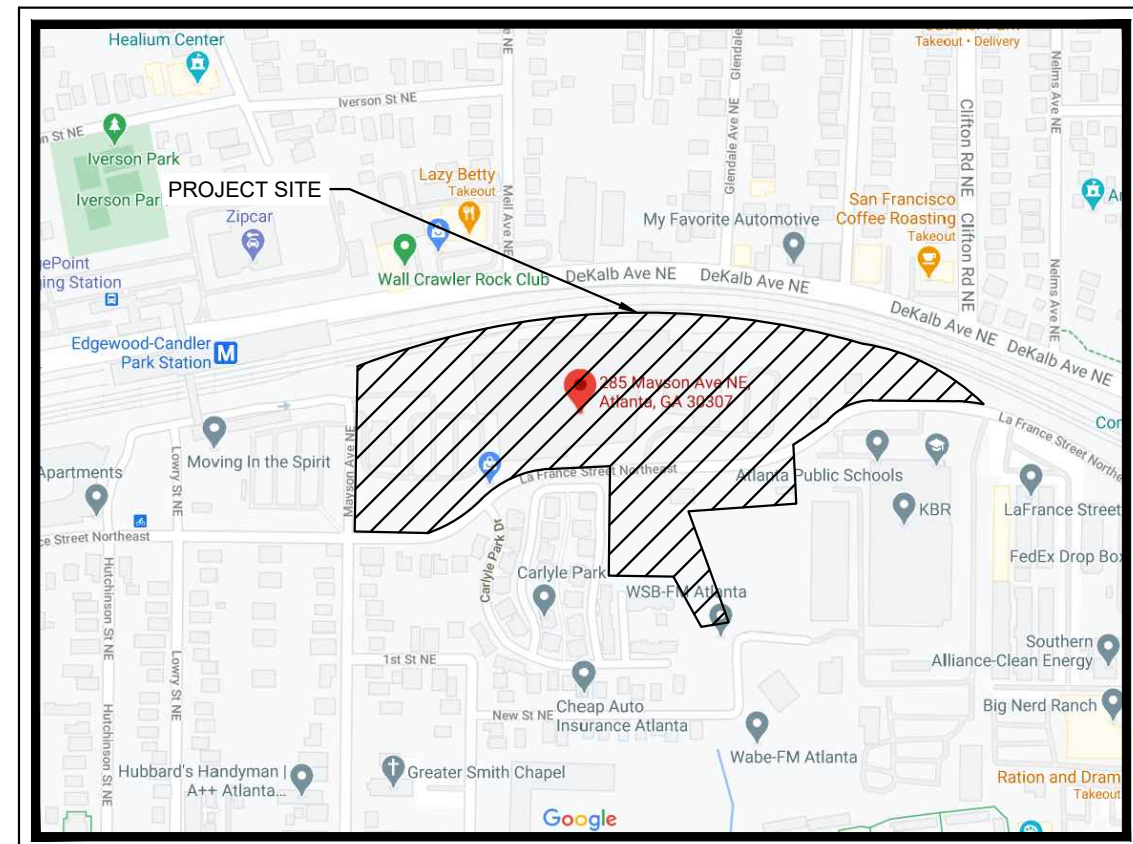 Healium Center
Takeout • Delivery
Iverson St NE
n St NE
Iverson Park
Iverson Par
PROJECT SITE
Zipcar
Lazy Betty
Takeout
Mell Ave NE
e NE
Glendale Ave NE
Glendale
Clifton Rd NE
Clifton Rd NE
Nelms Ave NE
Nelms Ave NE
San Francisco
Coffee Roasting
Takeout
My Favorite Automotive
gePoint
ing Station
Wall Crawler Rock Club
DeKalb Ave NE
DeKalb Ave NE
DeKalb Ave NE
DeKalb Ave NE
Edgewood-Candler
Park Station
M
285 Mayson Ave NE,
Atlanta, GA 30307
La France Street Northe
Cor
Moving In the Spirit
Mayson Ave NE
Lowry St NE
Apartments
La France Street Northeast
Atlanta Public Schools
KBR
LaFrance Street
FedEx Drop Box
ce Street Northeast
Hutchinson St NE
Carlyle Park Dr
Carlyle Park
WSB-FM Atlanta
Southern
Alliance-Clean Energy
1st St NE
Lowry St NE
Hutchinson St NE
Cheap Auto
Insurance Atlanta
New St NE
Big Nerd Ranch
Wabe-FM Atlanta
Hubbard's Handyman |
A++ Atlanta...
Greater Smith Chapel
Ration and Dram
Takeout
Google